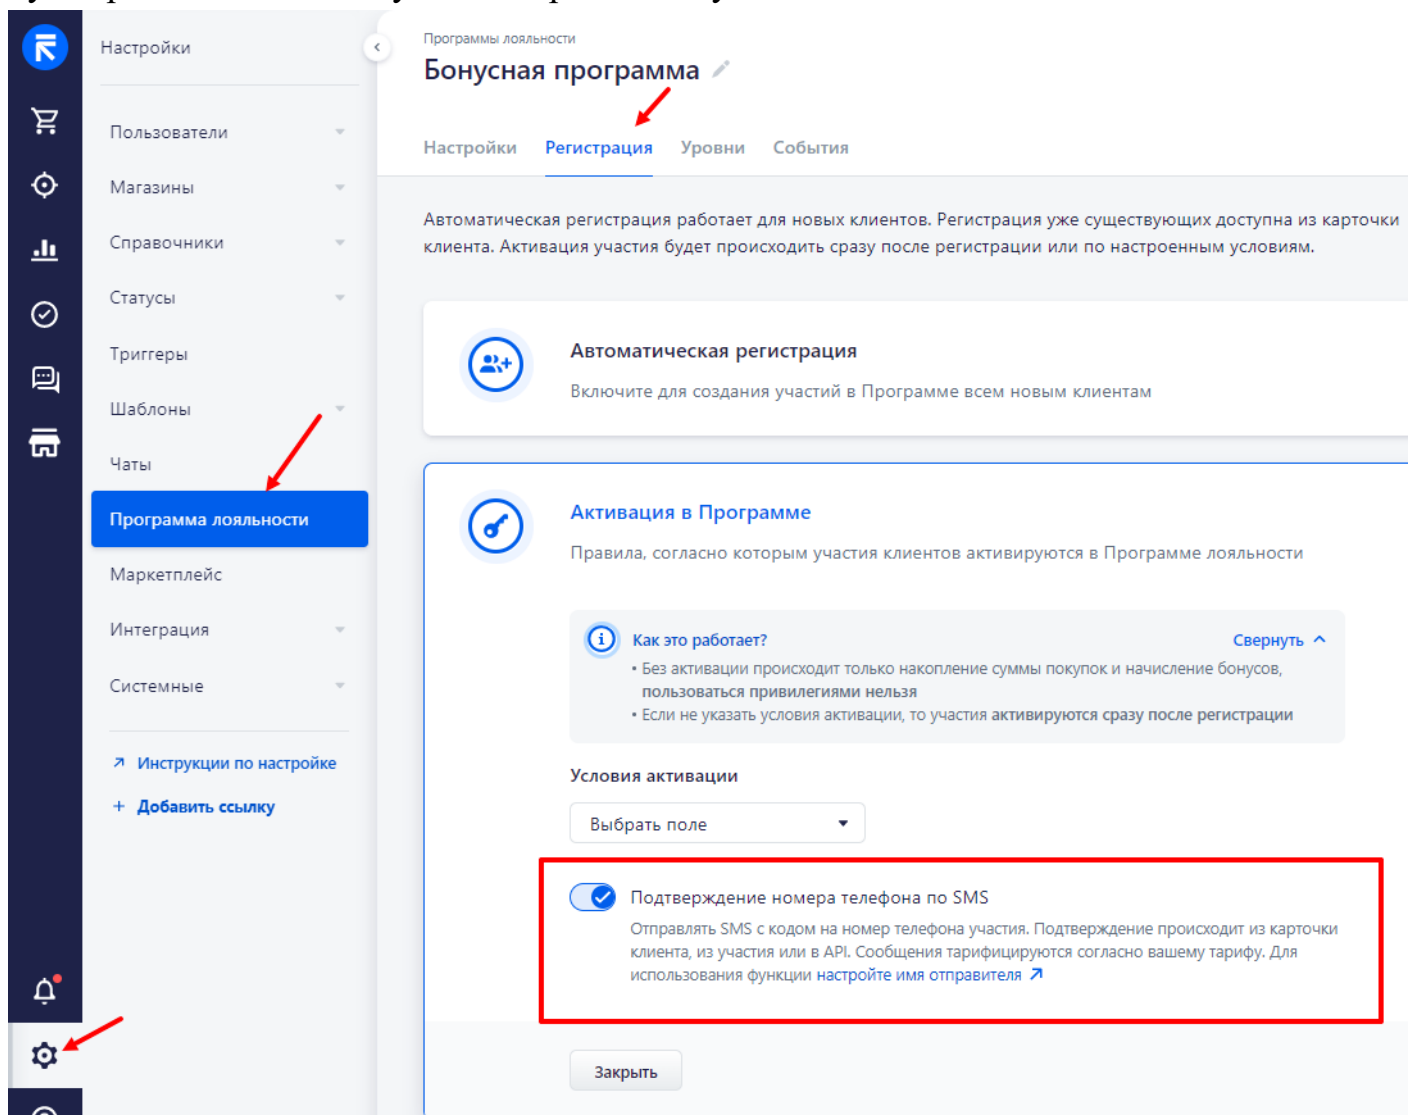 Настройки
Пользователи
Магазины
Справочники
Статусы
Триггеры
Шаблоны
Чаты
Программа лояльности
Маркетплейс
Интеграция
Системные
Инструкции по настройке
+ Добавить ссылку
Программы лояльности
Бонусная программа
Настройки Регистрация Уровни События
Автоматическая регистрация работает для новых клиентов. Регистрация уже существующих доступна из карточки
клиента. Активация участия будет происходить сразу после регистрации или по настроенным условиям.
Автоматическая регистрация
Включите для создания участий в Программе всем новым клиентам
Активация в Программе
Правила, согласно которым участия клиентов активируются в Программе лояльности
Как это работает? Свернуть
• Без активации происходит только накопление суммы покупок и начисление бонусов,
пользоваться привилегиями нельзя
• Если не указать условия активации, то участия активируются сразу после регистрации
Условия активации
Выбрать поле
Подтверждение номера телефона по SMS
Отправлять SMS с кодом на номер телефона участия. Подтверждение происходит из карточки
клиента, из участия или в API. Сообщения тарифицируются согласно вашему тарифу. Для
использования функции настройте имя отправителя
Закрыть